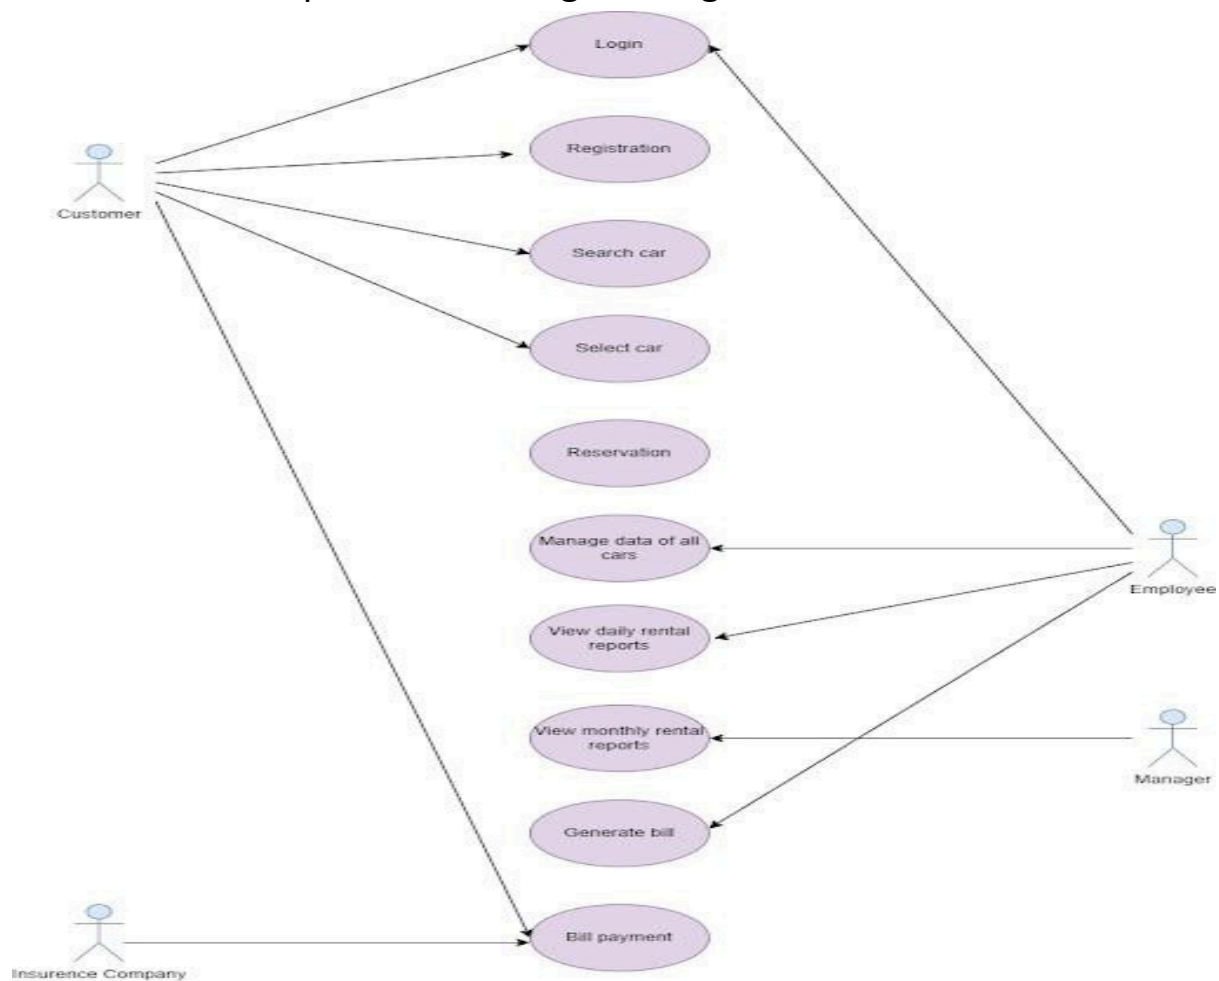 Login
Registration
Customer
Search car
Select car
Reservation
Manage data of all
cars
Employee
View daily rental
reports
View monthly rental
reports
Manager
Generate bill
Bill payment
Insurence Company